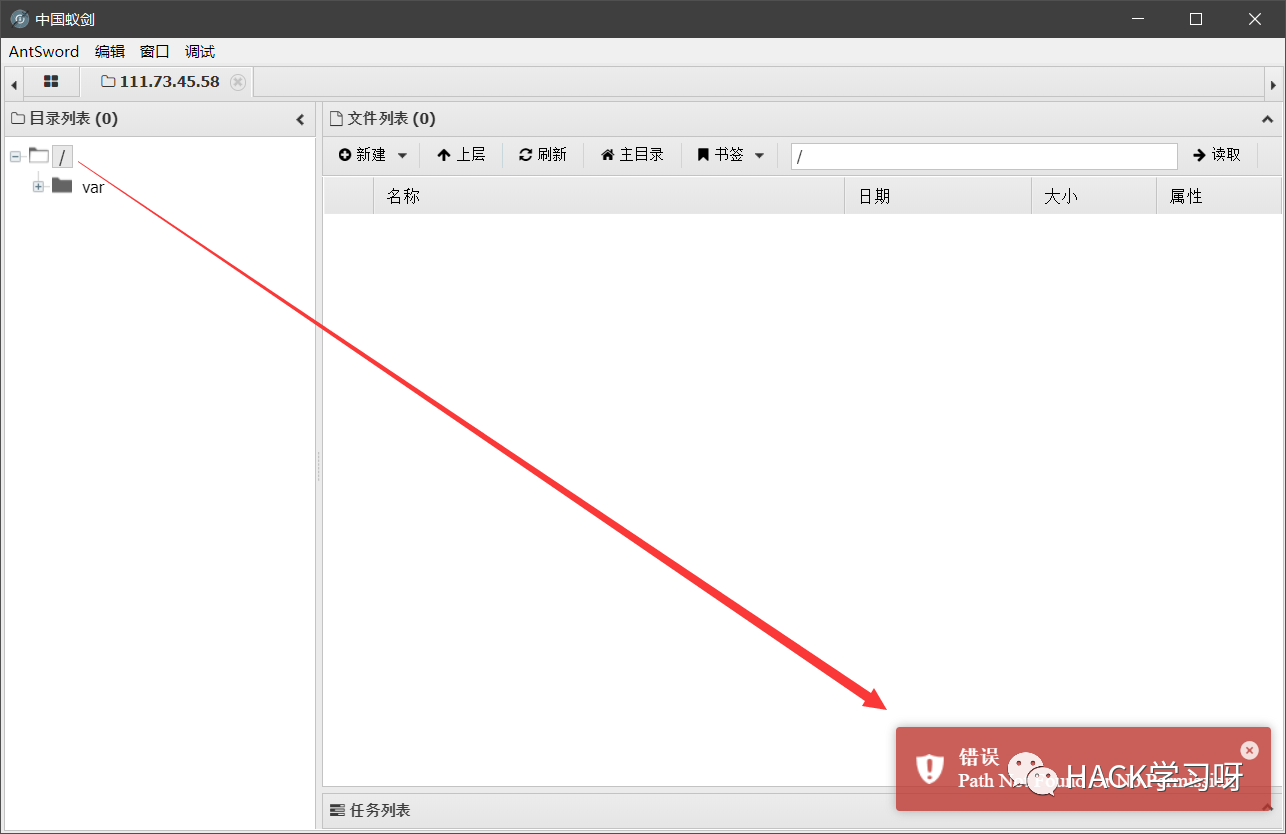 中国蚁剑
AntSword 编辑 窗口 调试
111.73.45.58
目录列表 (0)
文件列表 (0)
新建 上层 刷新 主目录 书签 / 读取
/
名称 日期 大小 属性
var
错误
Path
HACK学习呀
任务列表